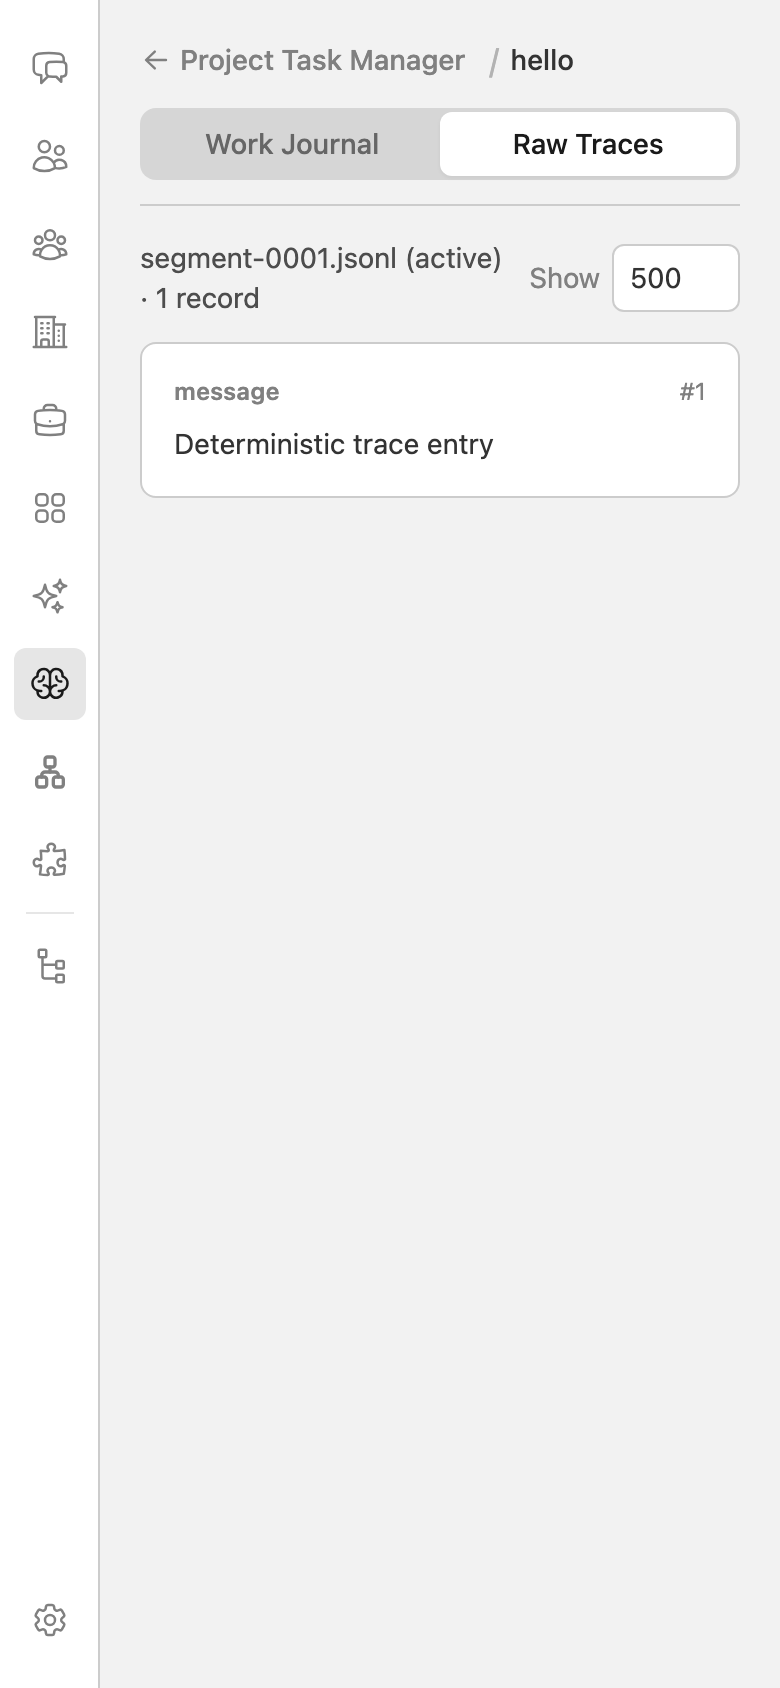 Project Task Manager / hello
Work Journal
Raw Traces
segment-0001.jsonl (active)
· 1 record
Show
500
message
#1
Deterministic trace entry